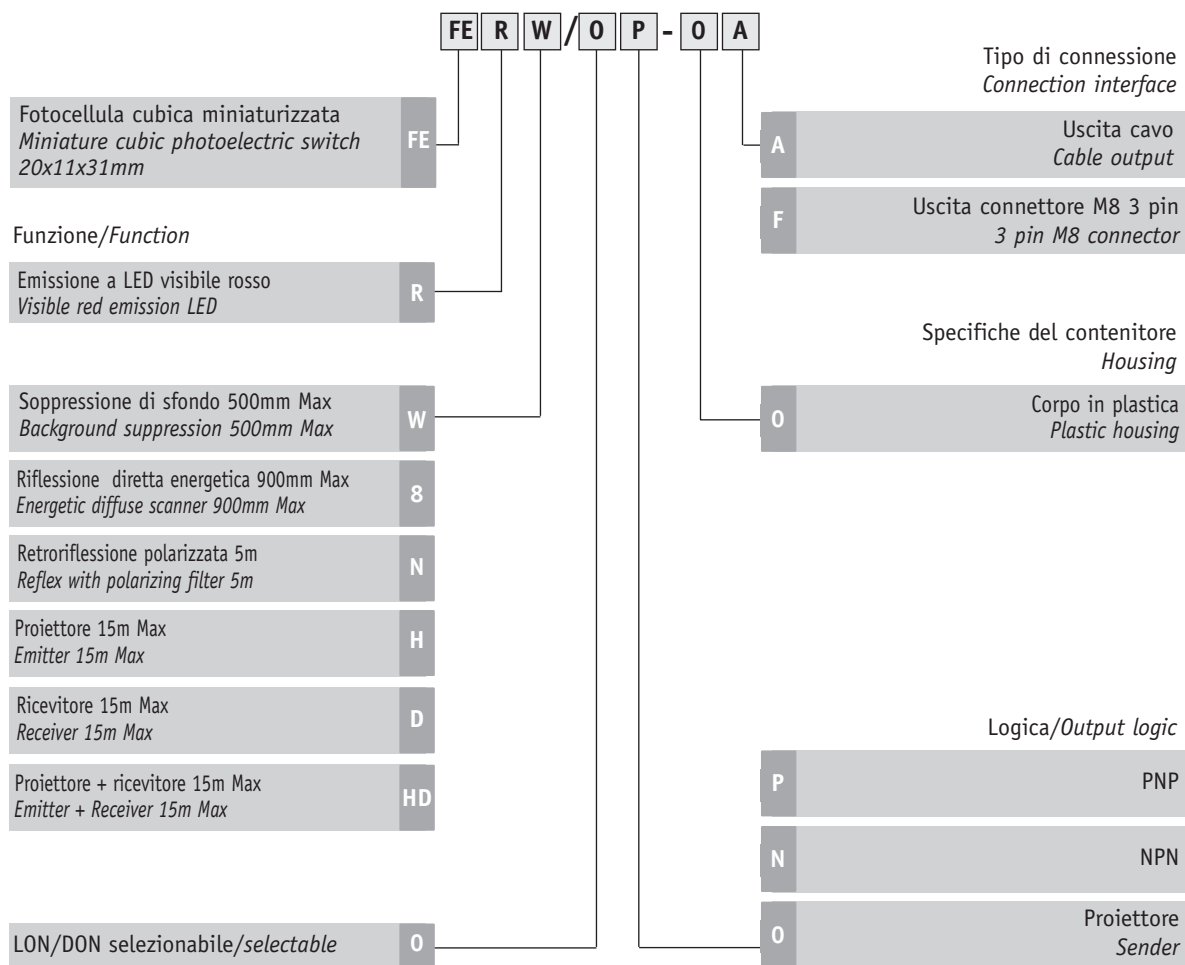 FE R W / O P - O A
Tipo di connessione
Connection interface
Fotocellula cubica miniaturizzata
Miniature cubic photoelectric switch
20x11x31mm
FE
A
Uscita cavo
Cable output
F
Uscita connettore M8 3 pin
3 pin M8 connector
Funzione/Function
Emissione a LED visibile rosso
Visible red emission LED
R
Specifiche del contenitore
Housing
Soppressione di sfondo 500mm Max
Background suppression 500mm Max
W
0
Corpo in plastica
Plastic housing
Riflessione diretta energetica 900mm Max
Energetic diffuse scanner 900mm Max
8
Retroriflessione polarizzata 5m
Reflex with polarizing filter 5m
N
Proiettore 15m Max
Emitter 15m Max
H
Ricevitore 15m Max
Receiver 15m Max
D
Logica/Output logic
Proiettore + ricevitore 15m Max
Emitter + Receiver 15m Max
HD
P
PNP
N
NPN
LON/DON selezionabile/selectable
0
0
Proiettore
Sender